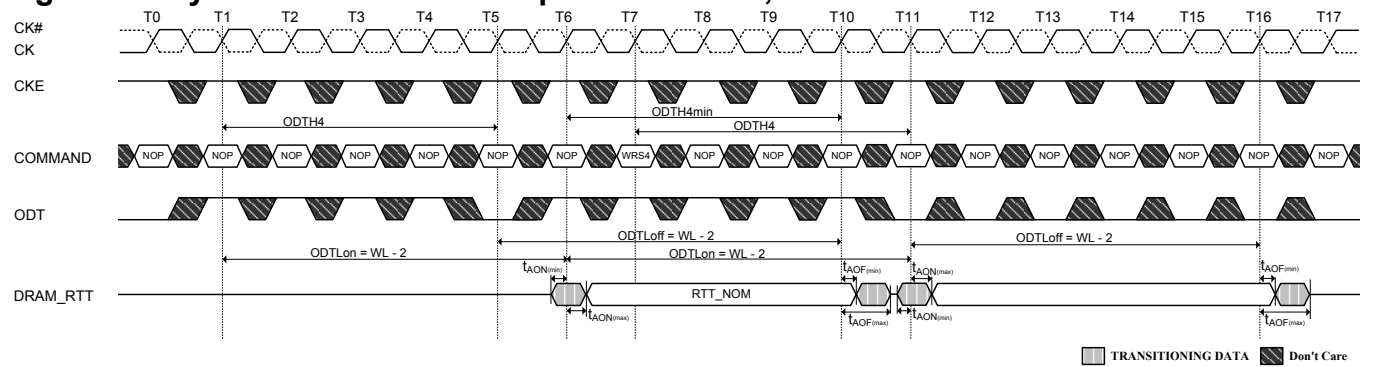 T0 T1 T2 T3 T4 T5 T6 T7 T8 T9 T10 T11 T12 T13 T14 T15 T16 T17
CK#
CK
CKE
ODTH4min
ODTH4 ODTH4
COMMAND NOP NOP NOP NOP NOP NOP NOP WRS4 NOP NOP NOP NOP NOP NOP NOP NOP NOP NOP
ODT
ODTLoff = WL - 2 ODTLoff = WL - 2
ODTLon = WL - 2 ODTLon = WL - 2
tAON(min) tAOF(min) tAON(max) tAOF(min)
DRAM_RTT RTT_NOM
tAON(max) tAOF(max) tAON(min) tAOF(max)
TRANSITIONING DATA Don't Care